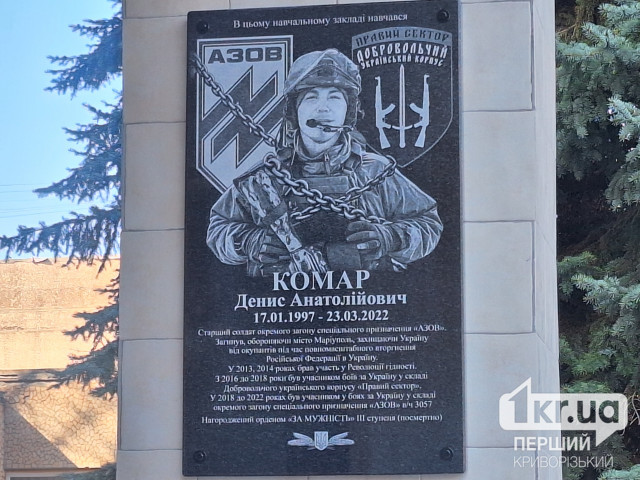 В цьому навчальному закладі навчався
АЗОВ
ПРАВИЙ СЕКТОР
ДОБРОВОЛЬЧИЙ
УКРАЇНСЬКИЙ КОРПУС
КОМАР
Денис Анатолійович
17.01.1997 - 23.03.2022
Старший солдат окремого загону спеціального призначення «АЗОВ».
Загинув, обороняючи місто Маріуполь, захищаючи Україну
від окупантів під час повномасштабного вторгнення
Російської Федерації в Україну.
У 2013, 2014 роках брав участь у Революції гідності.
З 2016 до 2018 роки був учасником боїв за Україну у складі
Добровольчого українського корпусу «Правий сектор».
У 2018 до 2022 роках був учасником у боях за Україну у складі
окремого загону спеціального призначення «АЗОВ» в/ч 3057
Нагороджений орденом «ЗА МУЖНІСТЬ» III ступеня (посмертно)
1kr.ua
ПЕРШИЙ
КРИВОРІЗЬКИЙ